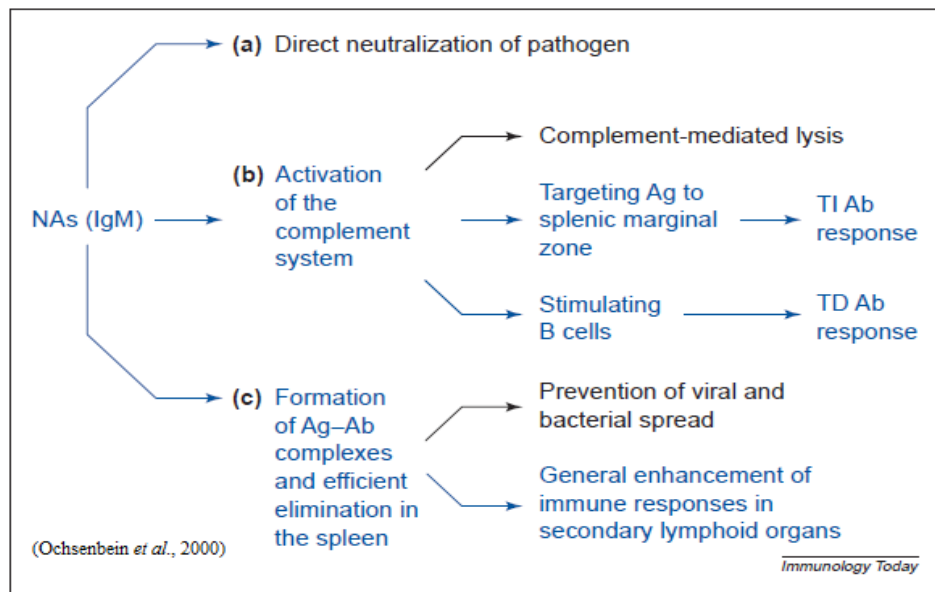 (a) Direct neutralization of pathogen
Complement-mediated lysis
NAs (IgM)
(b) Activation
of the
complement
system
Targeting Ag to
splenic marginal
zone
TI Ab
response
Stimulating
B cells
TD Ab
response
(c) Formation
of Ag–Ab
complexes
and efficient
elimination in
the spleen
Prevention of viral and
bacterial spread
General enhancement of
immune responses in
secondary lymphoid organs
(Ochsenbein et al., 2000)
Immunology Today